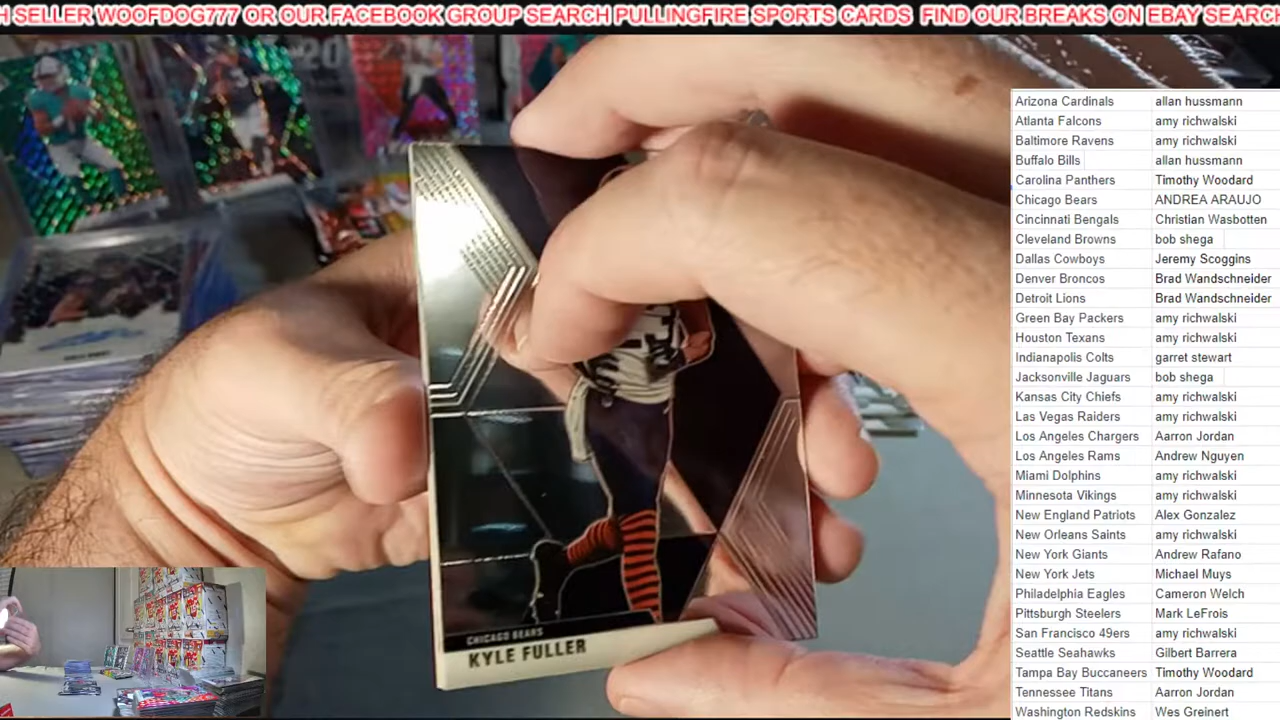 H SELLER WOOFDOG777 OR OUR FACEBOOK GROUP SEARCH PULLINGFIRE SPORTS CARDS  FIND OUR BREAKS ON EBAY SEARCH
20
Arizona Cardinals allan hussmann
Atlanta Falcons amy richwalski
Baltimore Ravens amy richwalski
Buffalo Bills allan hussmann
Carolina Panthers Timothy Woodard
Chicago Bears ANDREA ARAUJO
Cincinnati Bengals Christian Wasbotten
Cleveland Browns bob shega
Dallas Cowboys Jeremy Scoggins
Denver Broncos Brad Wandschneider
Detroit Lions Brad Wandschneider
Green Bay Packers amy richwalski
Houston Texans amy richwalski
Indianapolis Colts garret stewart
Jacksonville Jaguars bob shega
Kansas City Chiefs amy richwalski
Las Vegas Raiders amy richwalski
Los Angeles Chargers Aarron Jordan
Los Angeles Rams Andrew Nguyen
Miami Dolphins amy richwalski
Minnesota Vikings amy richwalski
New England Patriots Alex Gonzalez
New Orleans Saints amy richwalski
New York Giants Andrew Rafano
New York Jets Michael Muys
Philadelphia Eagles Cameron Welch
Pittsburgh Steelers Mark LeFrois
San Francisco 49ers amy richwalski
Seattle Seahawks Gilbert Barrera
Tampa Bay Buccaneers Timothy Woodard
Tennessee Titans Aarron Jordan
Washington Redskins Wes Greinert
CHICAGO BEARS
KYLE FULLER